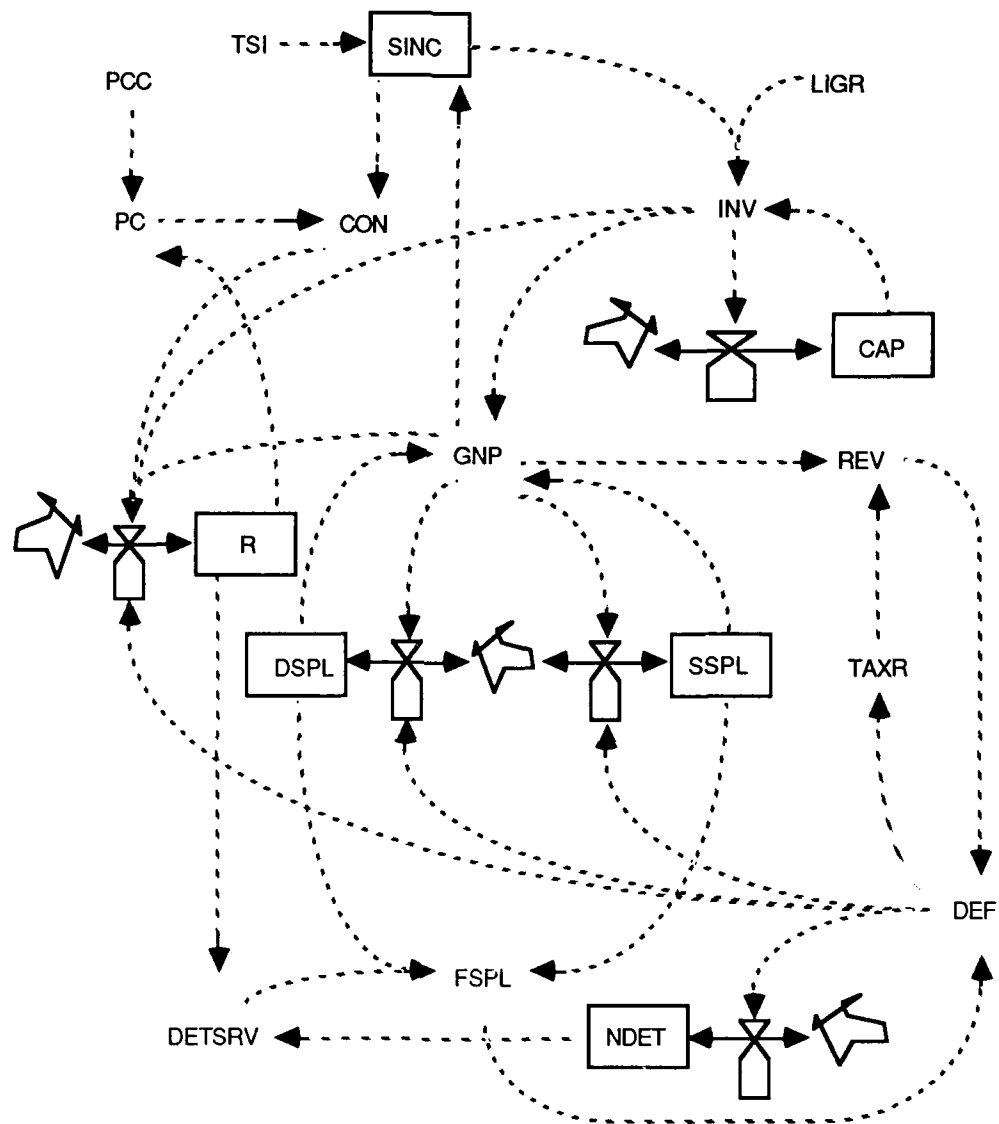 TSI
SINC
PCC
LIGR
PC
CON
INV
CAP
GNP
REV
R
DSPL
SSPL
TAXR
DEF
FSPL
DETSRV
NDET